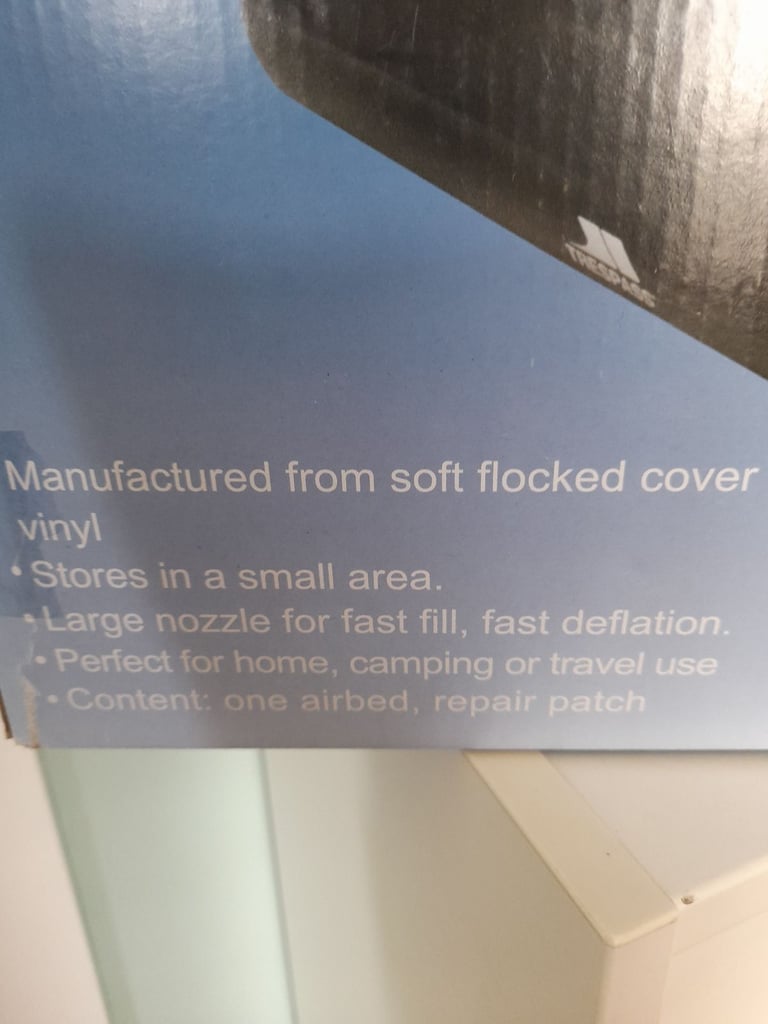 TRESPASS
Manufactured from soft flocked cover
vinyl
• Stores in a small area.
• Large nozzle for fast fill, fast deflation.
• Perfect for home, camping or travel use
• Content: one airbed, repair patch